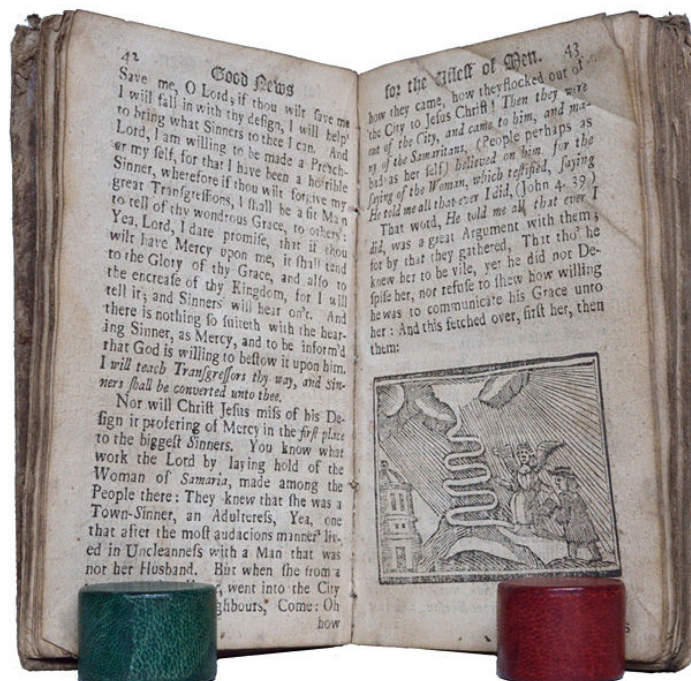 42
Good News
Save me, O Lord; if thou wilt save me
I will fall in with thy deſign, I will help
to bring what Sinners to thee I can. And
Lord, I am willing to be made a Preach-
er my ſelf, for that I have been a horrible
Sinner, wherefore if thou wilt forgive my
great Tranſgreſſions, I ſhall be a fit Man
to tell of thy wondrous Grace, to others:
Yea, Lord, I dare promiſe, that if thou
wilt have Mercy upon me, it ſhall tend
to the Glory of thy Grace, and alſo to
the encreaſe of thy Kingdom, for I will
tell it; and Sinners will hear on't. And
there is nothing ſo ſuiteth with the hear-
ing Sinner, as Mercy, and to be inform'd
that God is willing to beſtow it upon him.
I will teach Tranſgreſſors thy way, and Sin-
ners ſhall be converted unto thee.
Nor will Chriſt Jeſus miſs of his De-
ſign in profering of Mercy in the firſt place
to the biggeſt Sinners. You know what
work the Lord by laying hold of the
Woman of Samaria, made among the
People there: They knew that ſhe was a
Town-Sinner, an Adultereſs, Yea, one
that after the moſt audacions manner liv-
ed in Uncleanneſs with a Man that was
not her Husband. But when ſhe from a
went into the City
Come: Oh
how
for the Vileſt of Men.
43
how they came, how they flocked out of
the City to Jeſus Chriſt! Then they were
out of the City, and came to him, and ma-
ny of the Samaritans, (People perhaps as
bad as her ſelf) believed on him, for the
ſaying of the Woman, which teſtified, ſaying
He told me all that ever I did, (John 4. 39.)
That word, He told me all that ever I
did, was a great Argument with them;
for by that they gathered, That tho' he
knew her to be vile, yet he did not De-
ſpiſe her, nor refuſe to ſhew how willing
he was to communicate his Grace unto
her: And this fetched over, firſt her, then
them: